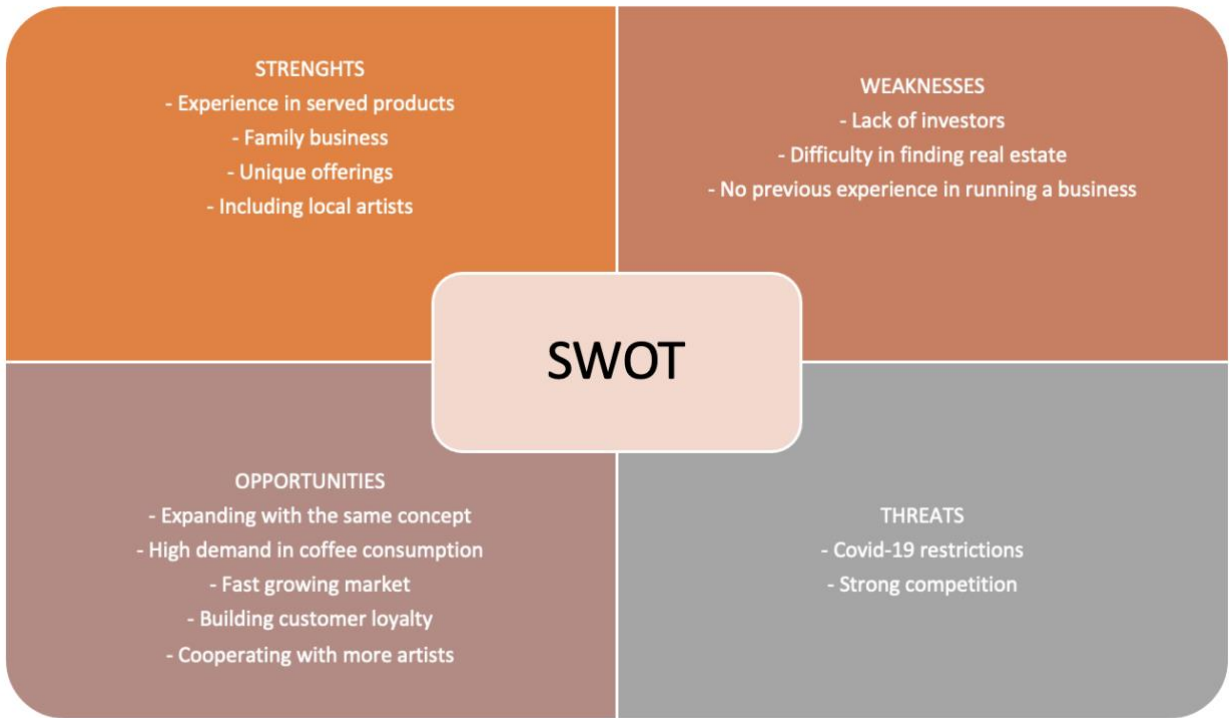 STRENGHTS
- Experience in served products
- Family business
- Unique offerings
- Including local artists
WEAKNESSES
- Lack of investors
- Difficulty in finding real estate
- No previous experience in running a business
SWOT
OPPORTUNITIES
- Expanding with the same concept
- High demand in coffee consumption
- Fast growing market
- Building customer loyalty
- Cooperating with more artists
THREATS
- Covid-19 restrictions
- Strong competition